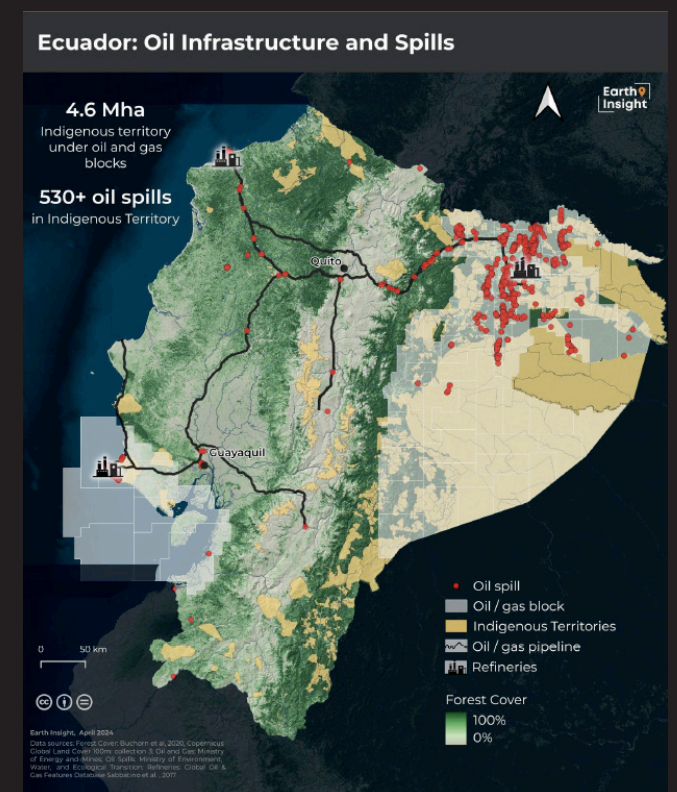 Ecuador: Oil Infrastructure and Spills
4.6 Mha
Indigenous territory
under oil and gas
blocks
530+ oil spills
in Indigenous Territory
Earth
Insight
Quito
Guayaquil
Oil spill
Oil / gas block
Indigenous Territories
Oil / gas pipeline
Refineries
Forest Cover
100%
0%
0 50 km
cc
Earth Insight, April 2024
Data sources: Forest Cover: Buchorn et al, 2020, Copernicus
Global Land Cover 100m: collection 3; Oil and Gas: Ministry
of Energy and Mines; Oil Spills: Ministry of Environment,
Water, and Ecological Transition; Refineries: Global Oil &
Gas Features Database Sabbatino et al., 2017